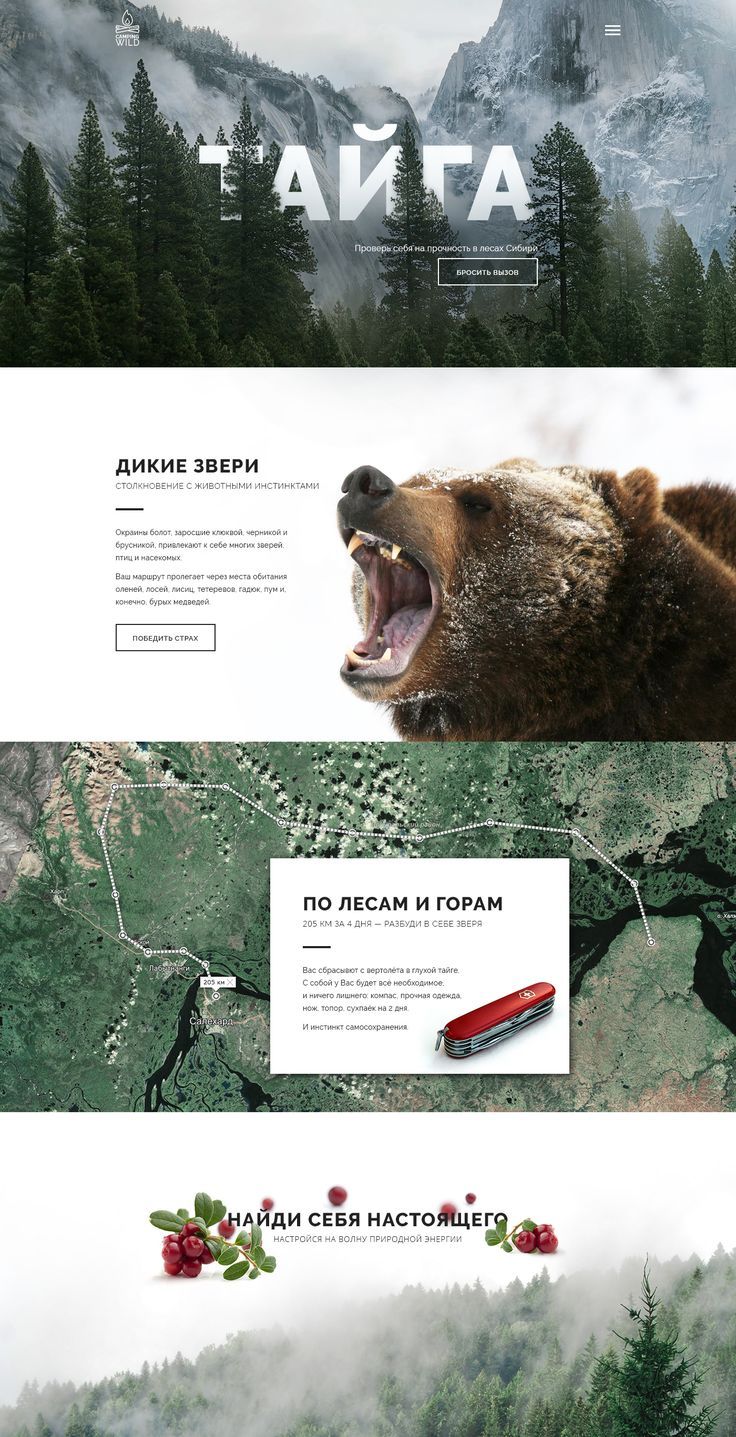 CAMPING
WILD
ТАЙГА
Проверь себя на прочность в лесах Сибири
БРОСИТЬ ВЫЗОВ
ДИКИЕ ЗВЕРИ
СТОЛКНОВЕНИЕ С ЖИВОТНЫМИ ИНСТИНКТАМИ
Окраины болот, заросшие клюквой, черникой и
брусникой, привлекают к себе многих зверей,
птиц и насекомых.
Ваш маршрут пролегает через места обитания
оленей, лосей, лисиц, тетеревов, гадюк, пум и,
конечно, бурых медведей.
ПОБЕДИТЬ СТРАХ
Харп
Лабытнанги
205 км
Салехард
ПО ЛЕСАМ И ГОРАМ
205 КМ ЗА 4 ДНЯ — РАЗБУДИ В СЕБЕ ЗВЕРЯ
Вас сбрасывют с вертолёта в глухой тайге.
С собой у Вас будет все необходимое,
и ничего лишнего: компас, прочная одежда,
нож, топор, сухпаёк на 2 дня.
И инстинкт самосохранения.
НАЙДИ СЕБЯ НАСТОЯЩЕГО
НАСТРОЙСЯ НА ВОЛНУ ПРИРОДНОЙ ЭНЕРГИИ